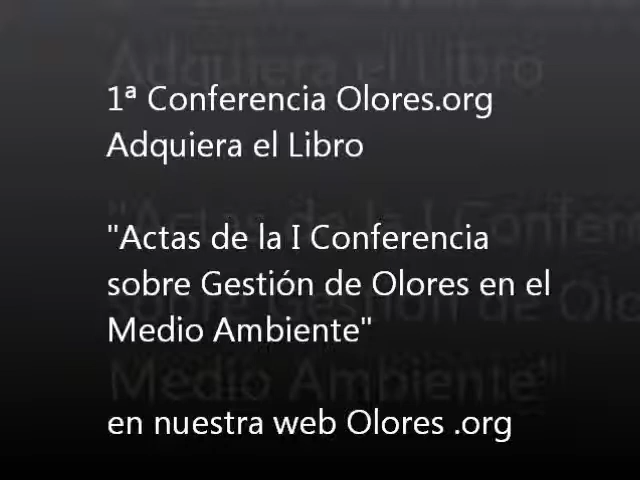 1ª Conferencia Olores.org
Adquiera el Libro
"Actas de la I Conferencia
sobre Gestión de Olores en el
Medio Ambiente"
en nuestra web Olores .org